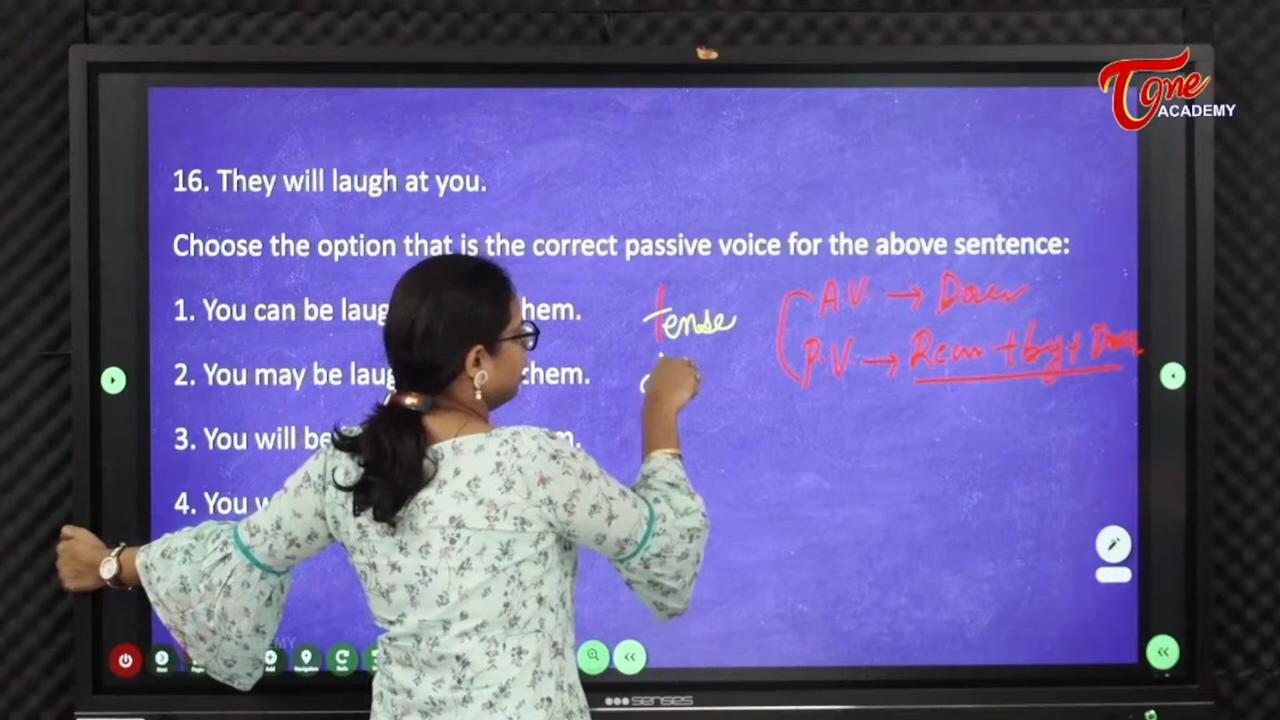 Tone
ACADEMY
16. They will laugh at you.
Choose the option that is the correct passive voice for the above sentence:
1. You can be laug hem.
2. You may be laug them.
3. You will be m.
4. You w
tense
A.V. → Doer
P.V. → + by + Doer
senses